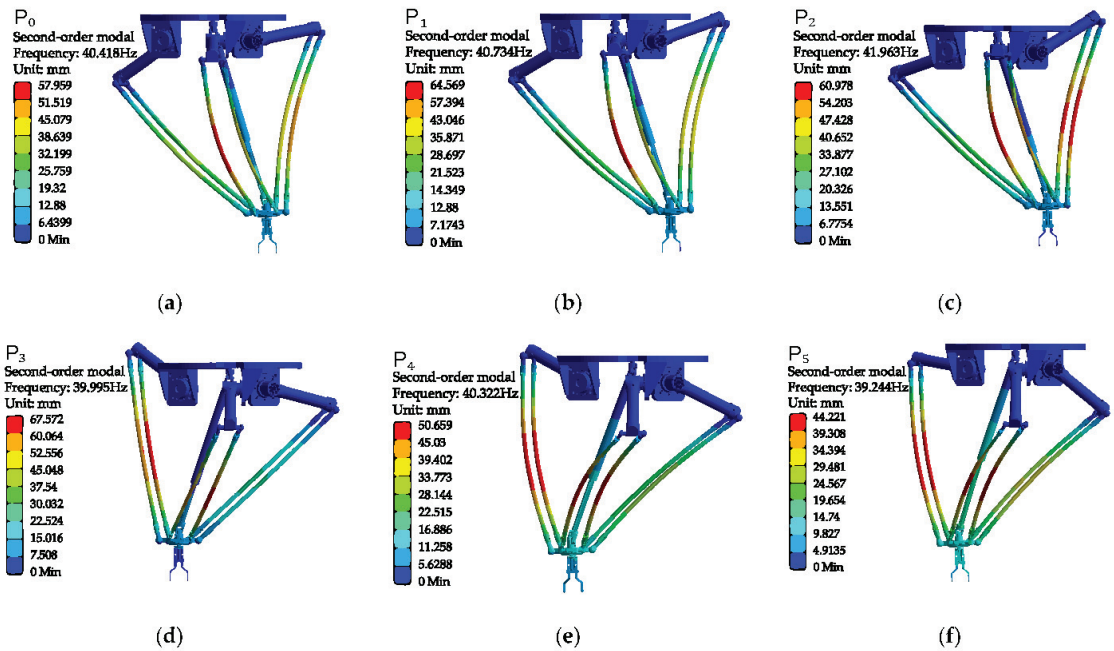 P0
Second-order modal
Frequency: 40.418Hz
Unit: mm
57.959
51.519
45.079
38.639
32.199
25.759
19.32
12.88
6.4399
0 Min
(a)
P1
Second-order modal
Frequency: 40.734Hz
Unit: mm
64.569
57.394
43.046
35.871
28.697
21.523
14.349
12.88
7.1743
0 Min
(b)
P2
Second-order modal
Frequency: 41.963Hz
Unit: mm
60.978
54.203
47.428
40.652
33.877
27.102
20.326
13.551
6.7754
0 Min
(c)
P3
Second-order modal
Frequency: 39.995Hz
Unit: mm
67.572
60.064
52.556
45.048
37.54
30.032
22.524
15.016
7.508
0 Min
(d)
P4
Second-order modal
Frequency: 40.322Hz
Unit: mm
50.659
45.03
39.402
33.773
28.144
22.515
16.886
11.258
5.6288
0 Min
(e)
P5
Second-order modal
Frequency: 39.244Hz
Unit: mm
44.221
39.308
34.394
29.481
24.567
19.654
14.74
9.827
4.9135
0 Min
(f)